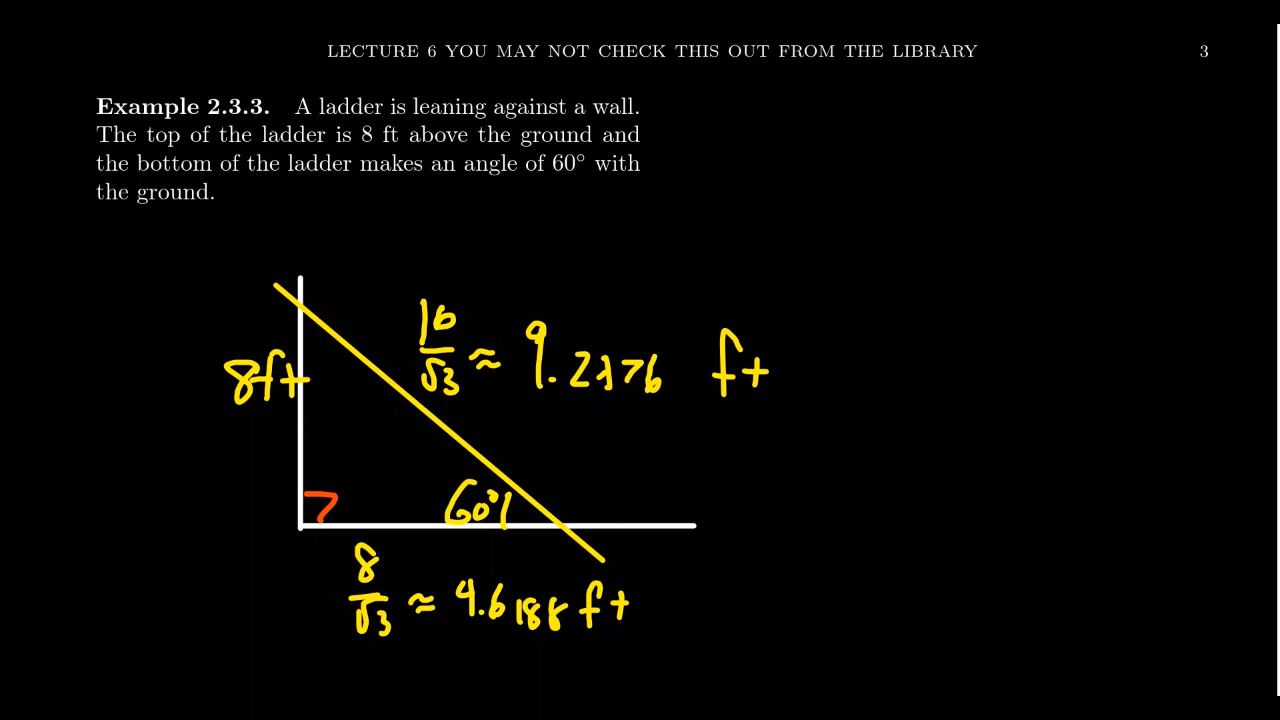 LECTURE 6 YOU MAY NOT CHECK THIS OUT FROM THE LIBRARY 3
Example 2.3.3. A ladder is leaning against a wall.
The top of the ladder is 8 ft above the ground and
the bottom of the ladder makes an angle of 60° with
the ground.
8ft
16/√3 ≈ 9.2376 ft
60°
8/√3 ≈ 4.6188 ft